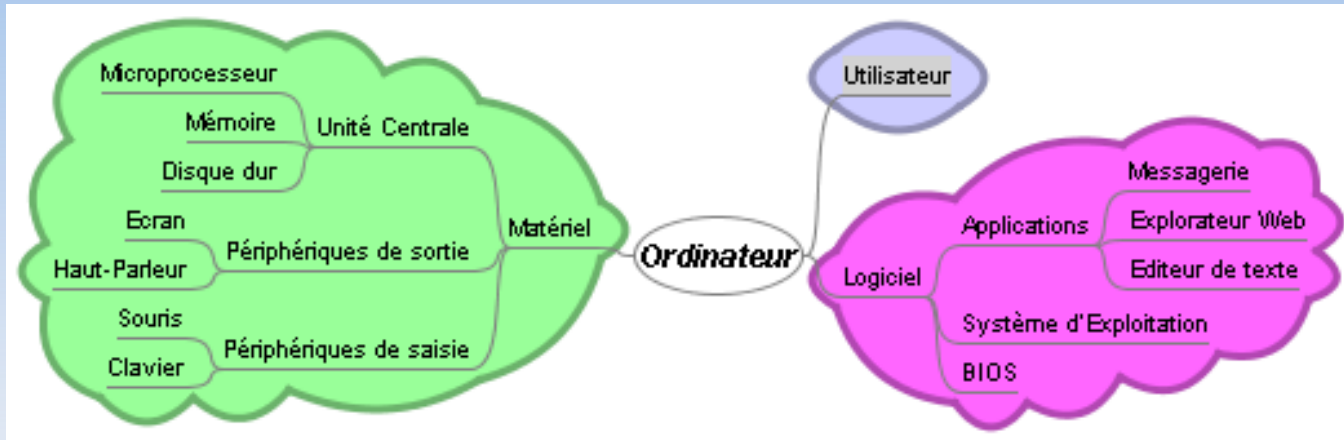 Microprocesseur
Mémoire
Disque dur
Unité Centrale
Ecran
Haut-Parleur
Périphériques de sortie
Souris
Clavier
Périphériques de saisie
Matériel
Ordinateur
Utilisateur
Logiciel
Applications
Messagerie
Explorateur Web
Editeur de texte
Système d'Exploitation
BIOS